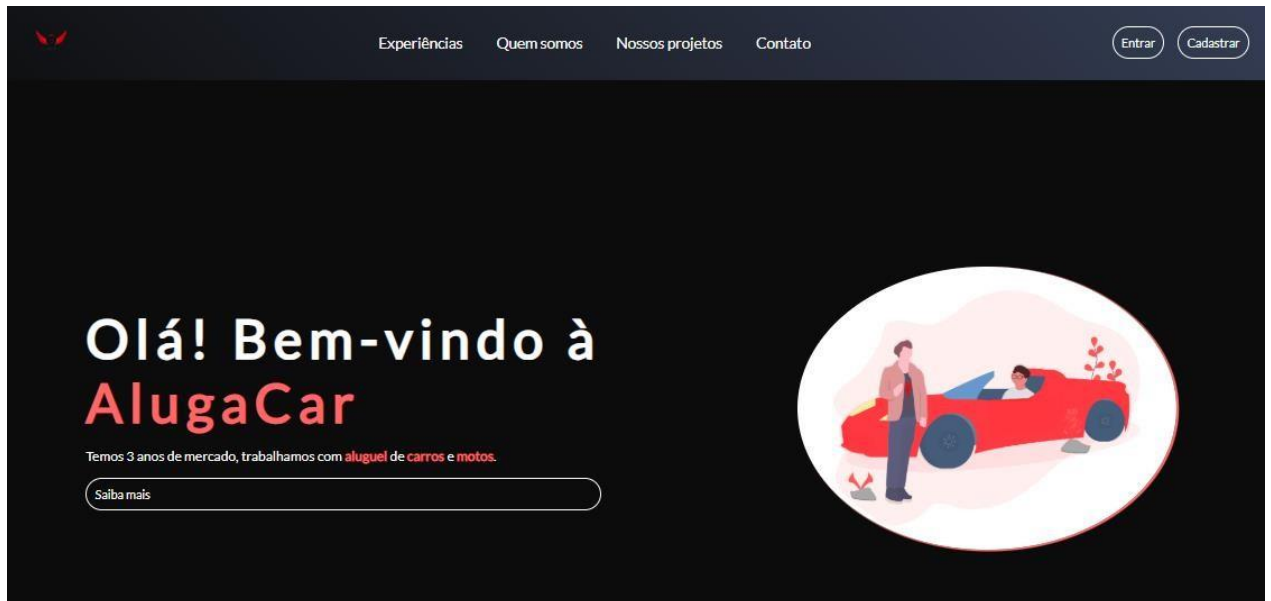 Experiências Quem somos Nossos projetos Contato Entrar Cadastrar
Olá! Bem-vindo à
AlugaCar
Temos 3 anos de mercado, trabalhamos com aluguel de carros e motos.
Saiba mais